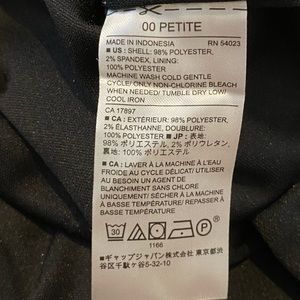 00 PETITE
MADE IN INDONESIA RN 54023
■ US : SHELL: 98% POLYESTER,
2% SPANDEX, LINING:
100% POLYESTER
MACHINE WASH COLD GENTLE
CYCLE/ ONLY NON-CHLORINE BLEACH
WHEN NEEDED/ TUMBLE DRY LOW/
COOL IRON
CA 17897
■ CA : EXTÉRIEUR: 98% POLYESTER,
2% ÉLASTHANNE, DOUBLURE:
100% POLYESTER ■ JP : 表地:
98% ポリエステル, 2% ポリウレタン,
裏地: 100% ポリエステル
■ CA : LAVER À LA MACHINE À L'EAU
FROIDE AU CYCLE DÉLICAT/ UTILISER
AU BESOIN UN AGENT DE
BLANCHIMENT SANS CHLORE
UNIQUEMENT/ SÉCHER EN MACHINE
À BASSE TEMPÉRATURE/ REPASSER À
BASSE TEMPÉRATURE
30 P
1166
■ギャップジャパン株式会社 東京都渋
谷区千駄ヶ谷5-32-10